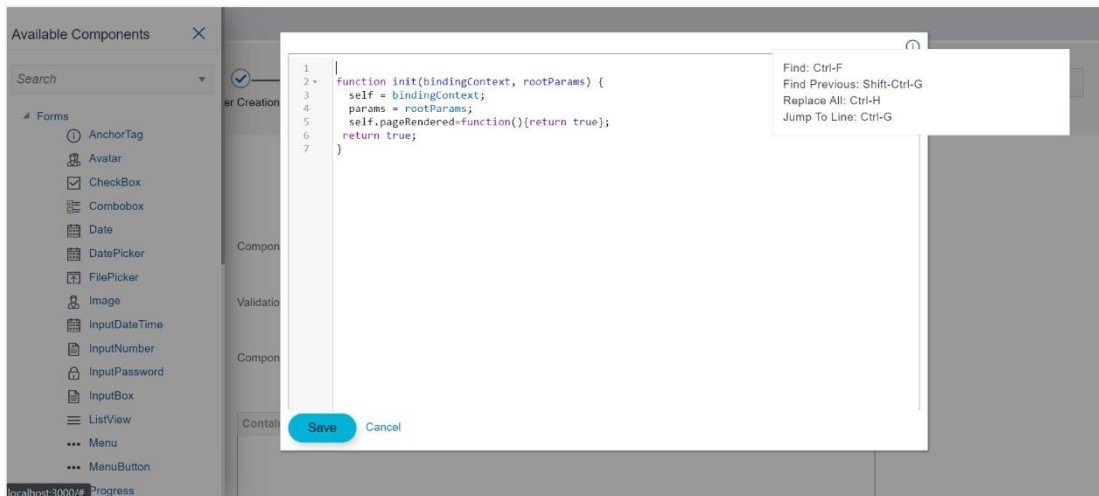 Available Components
Search
Forms
AnchorTag
Avatar
CheckBox
Combobox
Date
DatePicker
FilePicker
Image
InputDateTime
InputNumber
InputPassword
InputBox
ListView
Menu
MenuButton
Progress
localhost:3000/#
er Creation
Compon
Validatio
Compon
Contai
1
2 function init(bindingContext, rootParams) {
3 self = bindingContext;
4 params = rootParams;
5 self.pageRendered=function(){return true};
6 return true;
7 }
Find: Ctrl-F
Find Previous: Shift-Ctrl-G
Replace All: Ctrl-H
Jump To Line: Ctrl-G
Save Cancel